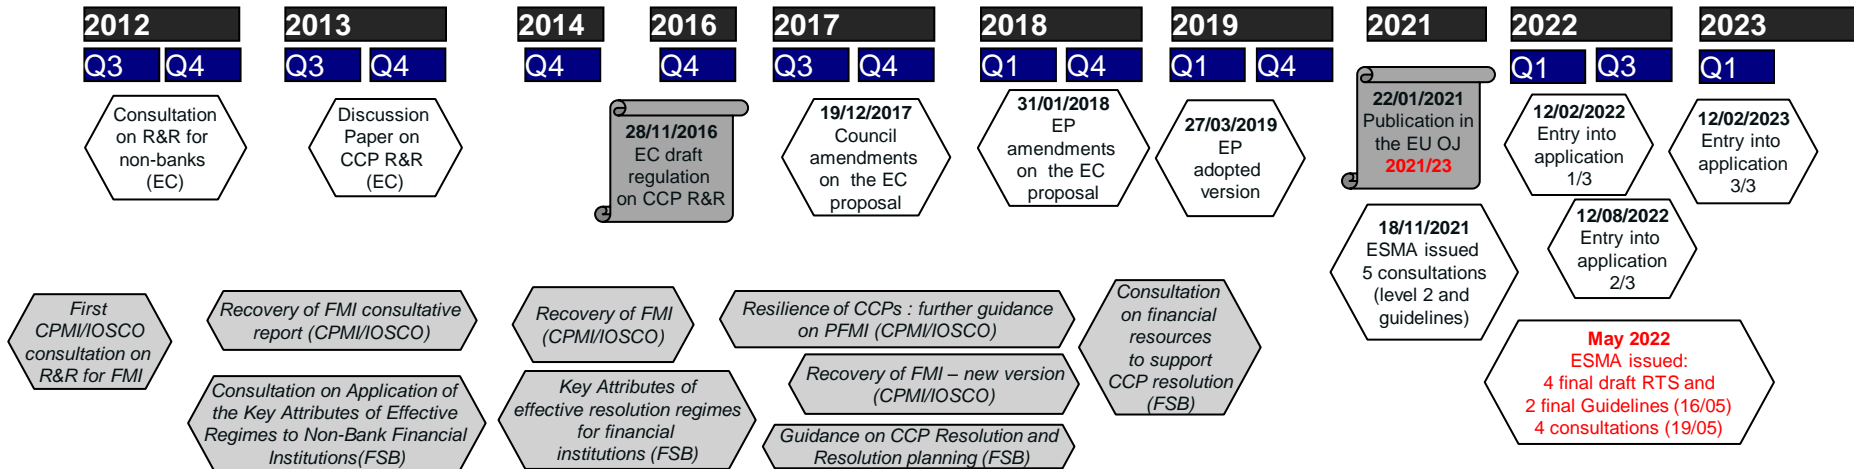 2012
2013
2014
2016
2017
2018
2019
2021
2022
2023
Q3
Q4
Q3
Q4
Q4
Q4
Q3
Q4
Q1
Q4
Q1
Q4
Q1
Q3
Q1
Consultation
on R&R for
non-banks
(EC)
Discussion
Paper on
CCP R&R
(EC)
28/11/2016
EC draft
regulation
on CCP R&R
19/12/2017
Council
amendments
on the EC
proposal
31/01/2018
EP
amendments
on the EC
proposal
27/03/2019
EP
adopted
version
22/01/2021
Publication in
the EU OJ
2021/23
12/02/2022
Entry into
application
1/3
12/02/2023
Entry into
application
3/3
18/11/2021
ESMA issued
5 consultations
(level 2 and
guidelines)
12/08/2022
Entry into
application
2/3
First
CPMI/IOSCO
consultation on
R&R for FMI
Recovery of FMI consultative
report (CPMI/IOSCO)
Consultation on Application of
the Key Attributes of Effective
Regimes to Non-Bank Financial
Institutions(FSB)
Recovery of FMI
(CPMI/IOSCO)
Key Attributes of
effective resolution regimes
for financial
institutions (FSB)
Resilience of CCPs : further guidance
on PFMI (CPMI/IOSCO)
Recovery of FMI – new version
(CPMI/IOSCO)
Guidance on CCP Resolution and
Resolution planning (FSB)
Consultation
on financial
resources
to support
CCP resolution
(FSB)
May 2022
ESMA issued:
4 final draft RTS and
2 final Guidelines (16/05)
4 consultations (19/05)